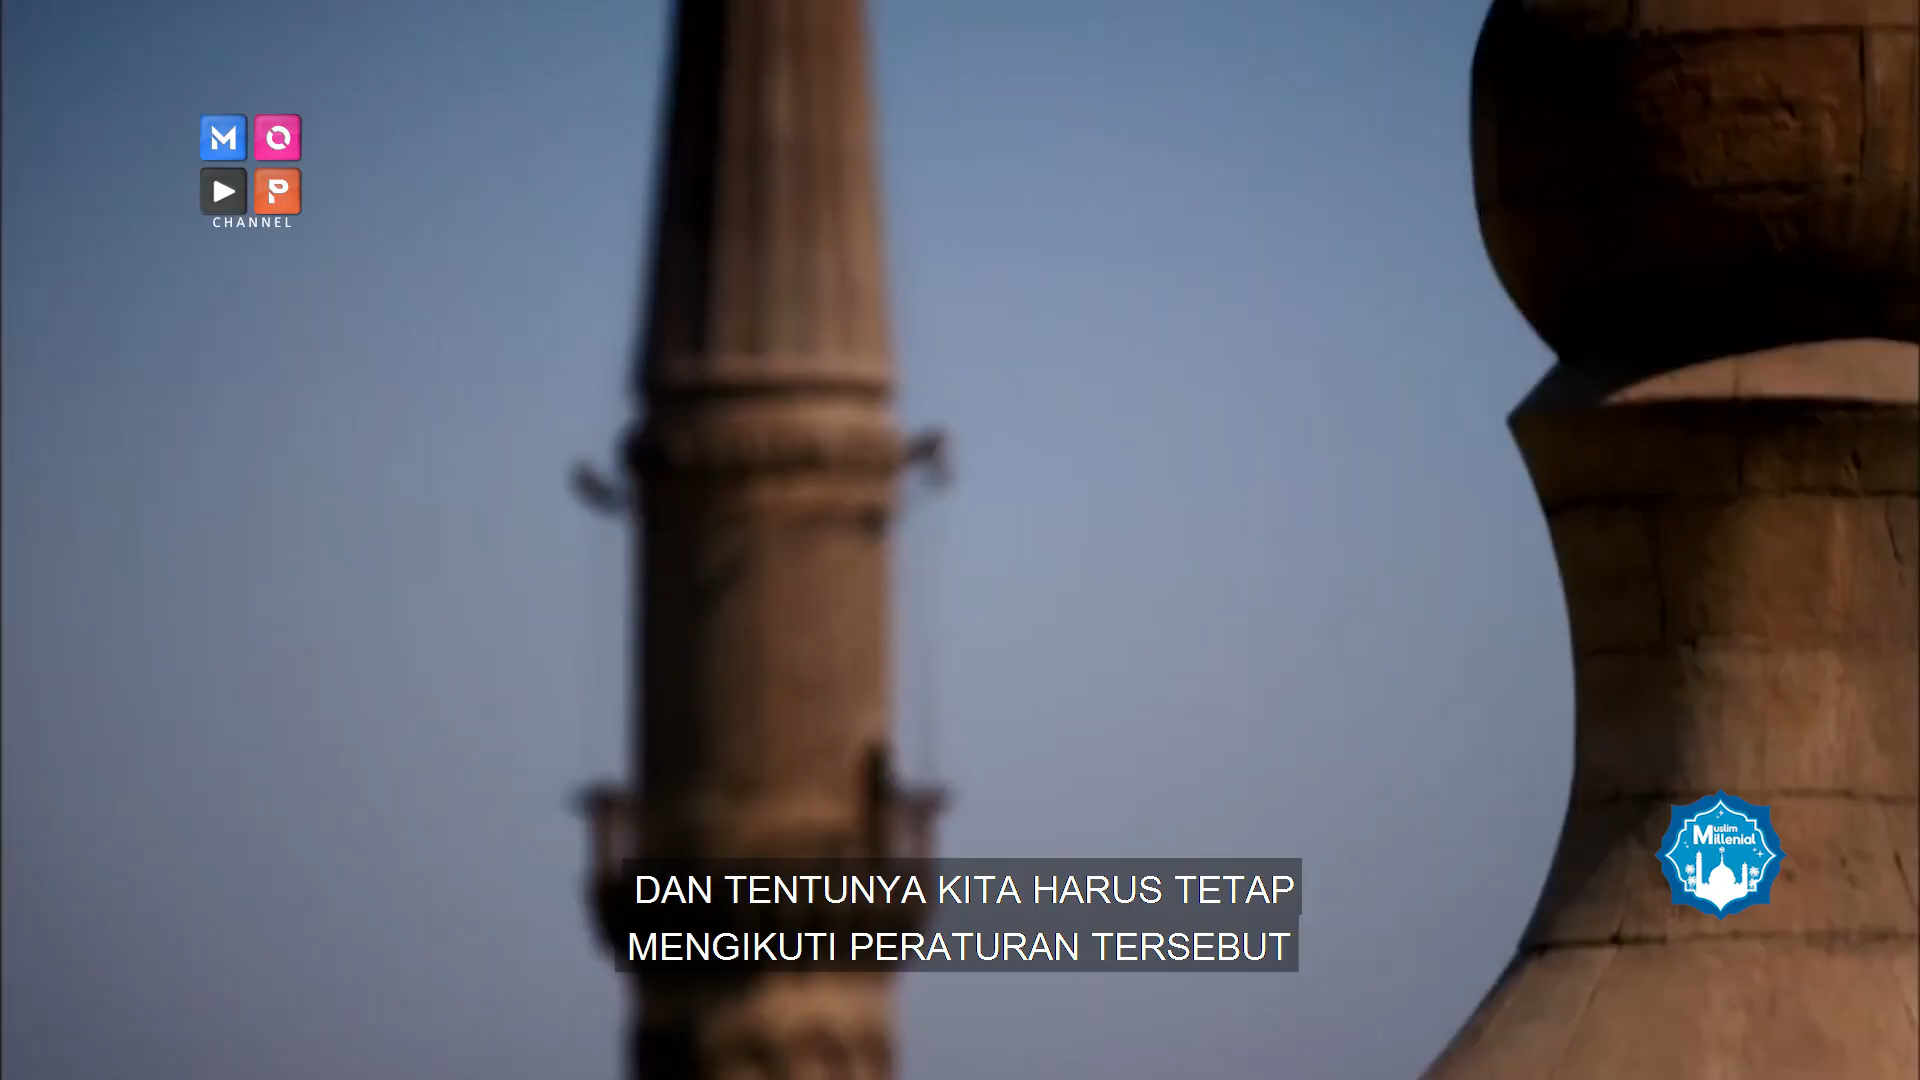 M Q
P
CHANNEL
Muslim
Millenial
DAN TENTUNYA KITA HARUS TETAP
MENGIKUTI PERATURAN TERSEBUT